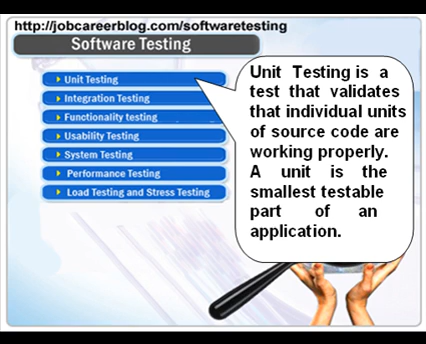 http://jobcareerblog.com/softwaretesting
Software Testing
Unit Testing
Integration Testing
Functionality testing
Usability Testing
System Testing
Performance Testing
Load Testing and Stress Testing
Unit Testing is a
test that validates
that individual units
of source code are
working properly.
A unit is the
smallest testable
part of an
application.